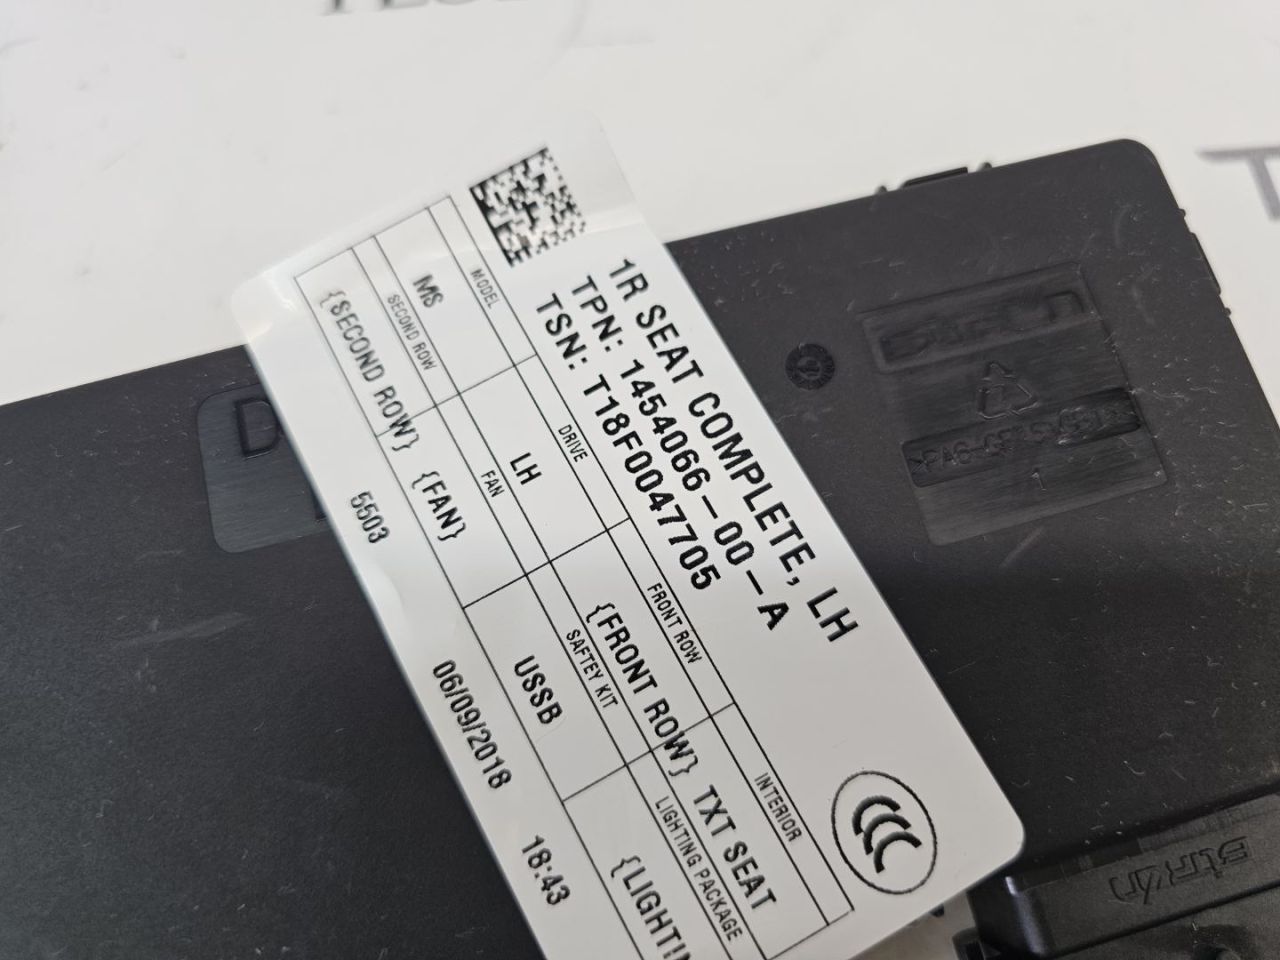 1R SEAT COMPLETE, LH
TPN: 1454066-00-A
TSN: T18F0047705
MODEL
DRIVE
FRONT ROW
INTERIOR
MS
LH
{FRONT ROW}
TXT SEAT
SECOND ROW
FAN
SAFTEY KIT
LIGHTING PACKAGE
{SECOND ROW}
{FAN}
USSB
5503
06/09/2018
18:43
1